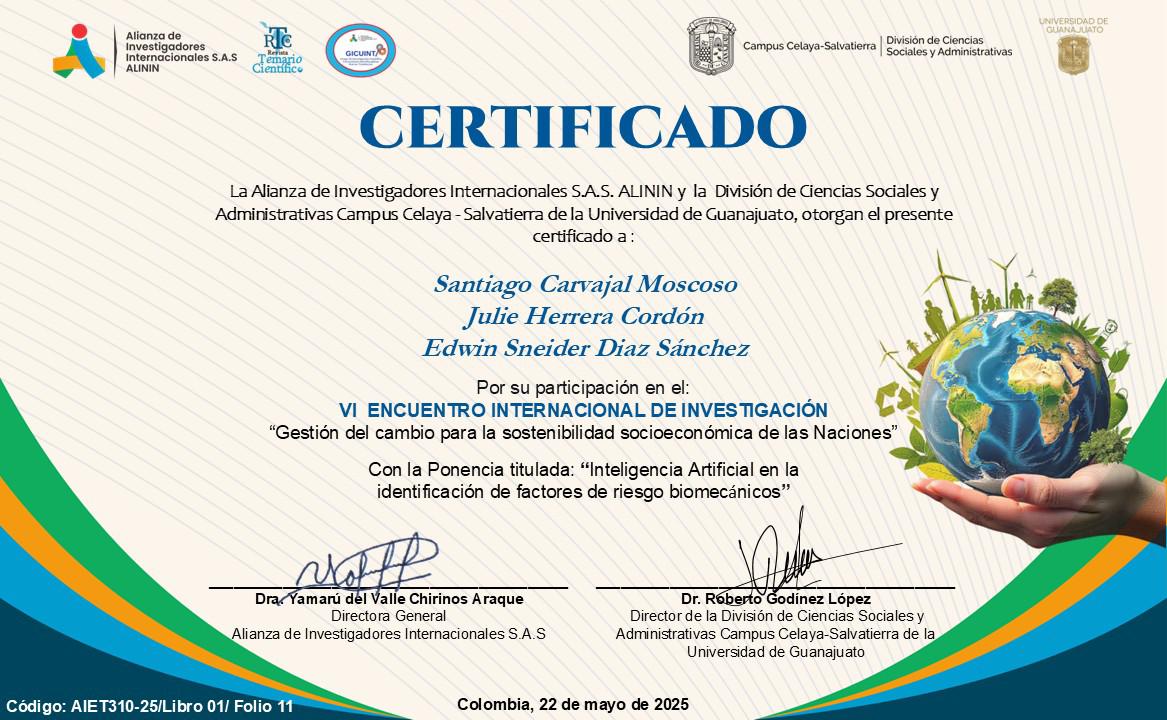 Alianza de
Investigadores
Internacionales S.A.S
ALININ
RTC
Revista
Temario
Científico
GICUINT
Campus Celaya-Salvatierra
División de Ciencias
Sociales y Administrativas
UNIVERSIDAD DE
GUANAJUATO
CERTIFICADO
La Alianza de Investigadores Internacionales S.A.S. ALININ y la División de Ciencias Sociales y
Administrativas Campus Celaya - Salvatierra de la Universidad de Guanajuato, otorgan el presente
certificado a :
Santiago Carvajal Moscoso
Julie Herrera Cordón
Edwin Sneider Diaz Sánchez
Por su participación en el:
VI ENCUENTRO INTERNACIONAL DE INVESTIGACIÓN
“Gestión del cambio para la sostenibilidad socioeconómica de las Naciones”
Con la Ponencia titulada: “Inteligencia Artificial en la
identificación de factores de riesgo biomecánicos”
Dra. Yamarú del Valle Chirinos Araque
Directora General
Alianza de Investigadores Internacionales S.A.S
Dr. Roberto Godínez López
Director de la División de Ciencias Sociales y
Administrativas Campus Celaya-Salvatierra de la
Universidad de Guanajuato
Código: AIET310-25/Libro 01/ Folio 11
Colombia, 22 de mayo de 2025